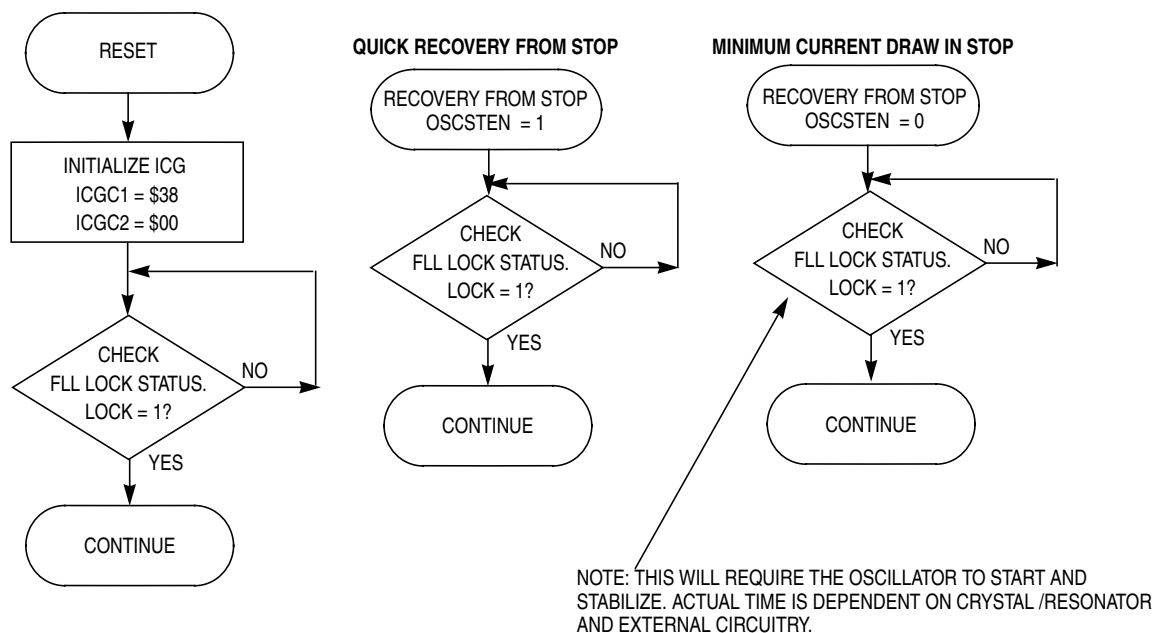 RESET
INITIALIZE ICG
ICGC1 = $38
ICGC2 = $00
CHECK
FLL LOCK STATUS.
LOCK = 1?
NO
YES
CONTINUE
QUICK RECOVERY FROM STOP
RECOVERY FROM STOP
OSCSTEN = 1
CHECK
FLL LOCK STATUS.
LOCK = 1?
NO
YES
CONTINUE
MINIMUM CURRENT DRAW IN STOP
RECOVERY FROM STOP
OSCSTEN = 0
CHECK
FLL LOCK STATUS.
LOCK = 1?
NO
YES
CONTINUE
NOTE: THIS WILL REQUIRE THE OSCILLATOR TO START AND
STABILIZE. ACTUAL TIME IS DEPENDENT ON CRYSTAL /RESONATOR
AND EXTERNAL CIRCUITRY.